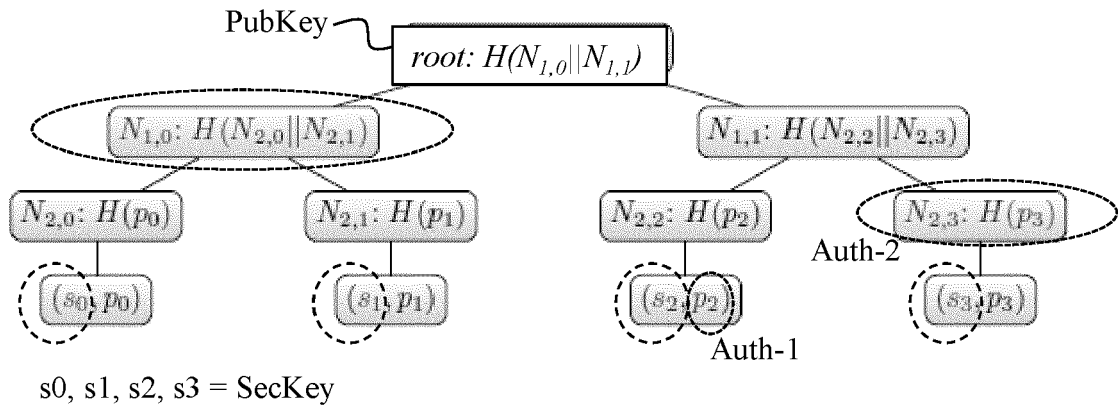 PubKey
root: H(N1,0||N1,1)
N1,0: H(N2,0||N2,1)
N1,1: H(N2,2||N2,3)
N2,0: H(p0)
N2,1: H(p1)
N2,2: H(p2)
N2,3: H(p3)
Auth-2
(s0,p0)
(s1,p1)
(s2,p2)
(s3,p3)
Auth-1
s0, s1, s2, s3 = SecKey